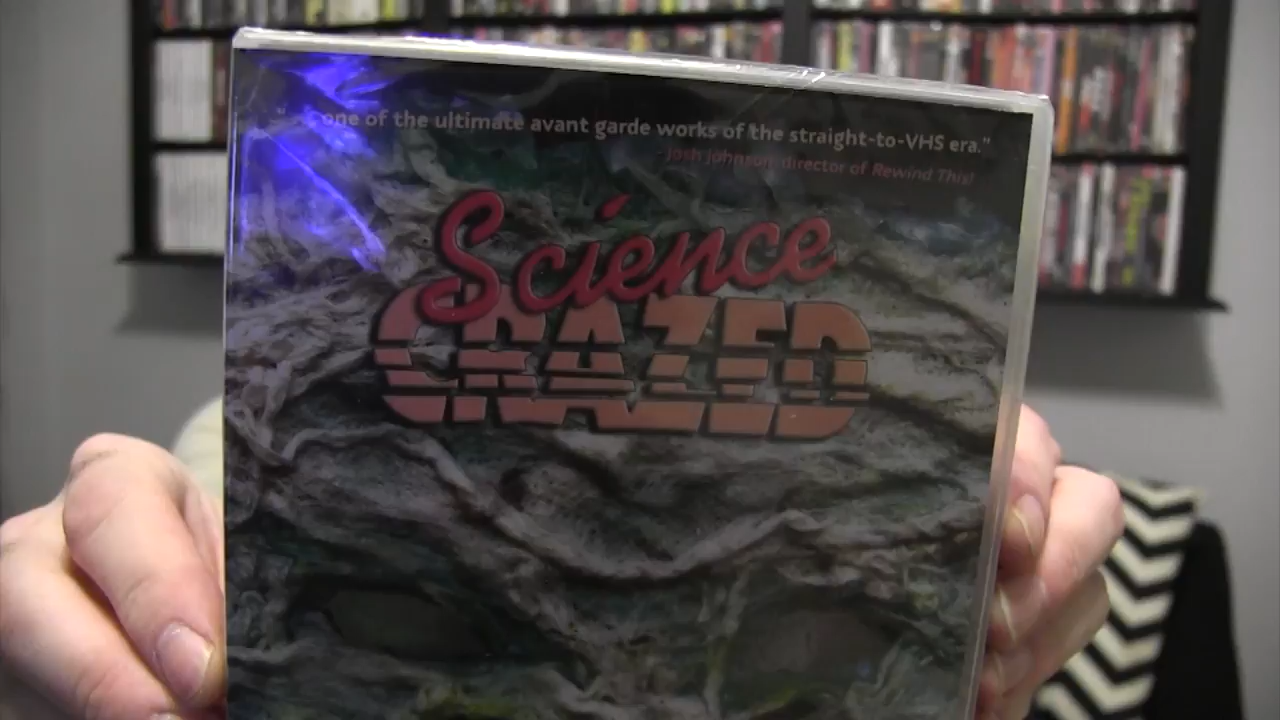 "... one of the ultimate avant garde works of the straight-to-VHS era."
- Josh Johnson, director of Rewind This!
Science
CRAZED